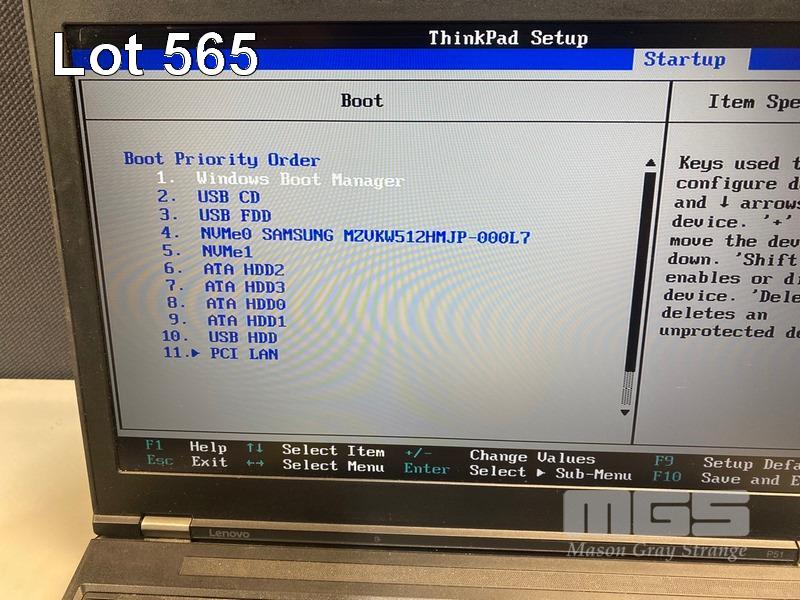 Lot 565
ThinkPad Setup
Startup
Boot
Item Spe
Boot Priority Order
1. Windows Boot Manager
2. USB CD
3. USB FDD
4. NVMe0 SAMSUNG MZVKW512HMJP-000L7
5. NVMe1
6. ATA HDD2
7. ATA HDD3
8. ATA HDD0
9. ATA HDD1
10. USB HDD
11.▶ PCI LAN
Keys used t
configure d
and ↓ arrows
device. '+'
move the dev
down. 'Shift
enables or di
device. 'Dele
deletes an
unprotected de
F1 Help ↑↓ Select Item +/- Change Values F9 Setup Defa
Esc Exit ←→ Select Menu Enter Select ▶ Sub-Menu F10 Save and E
Lenovo
MGS
Mason Gray Strange
P51